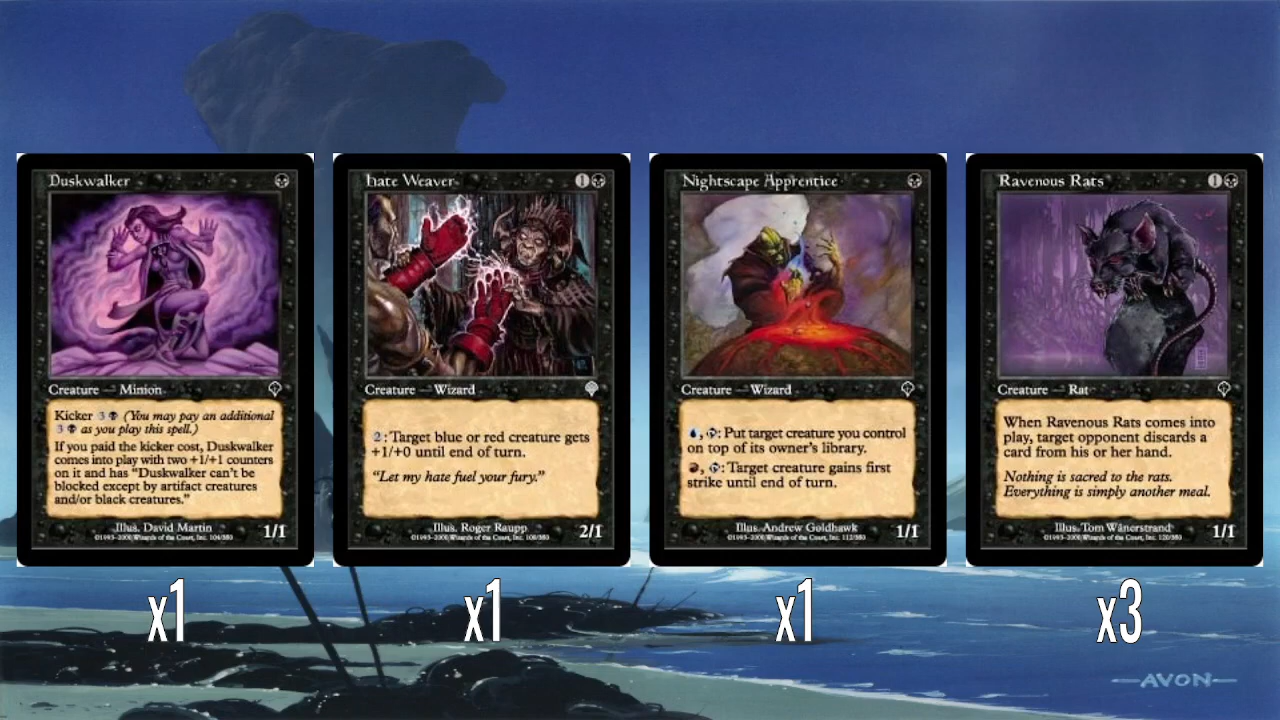 Duskwalker
Creature — Minion
Kicker 3 (You may pay an additional
3 as you play this spell.)
If you paid the kicker cost, Duskwalker
comes into play with two +1/+1 counters
on it and has "Duskwalker can't be
blocked except by artifact creatures
and/or black creatures."
Illus. David Martin
1/1
x1
Hate Weaver
1
Creature — Wizard
2: Target blue or red creature gets
+1/+0 until end of turn.
"Let my hate fuel your fury."
Illus. Roger Raupp
2/1
x1
Nightscape Apprentice
Creature — Wizard
, : Put target creature you control
on top of its owner's library.
, : Target creature gains first
strike until end of turn.
Illus. Andrew Goldhawk
1/1
x1
Ravenous Rats
1
Creature — Rat
When Ravenous Rats comes into
play, target opponent discards a
card from his or her hand.
Nothing is sacred to the rats.
Everything is simply another meal.
Illus. Tom Wänerstrand
1/1
x3
—AVON—